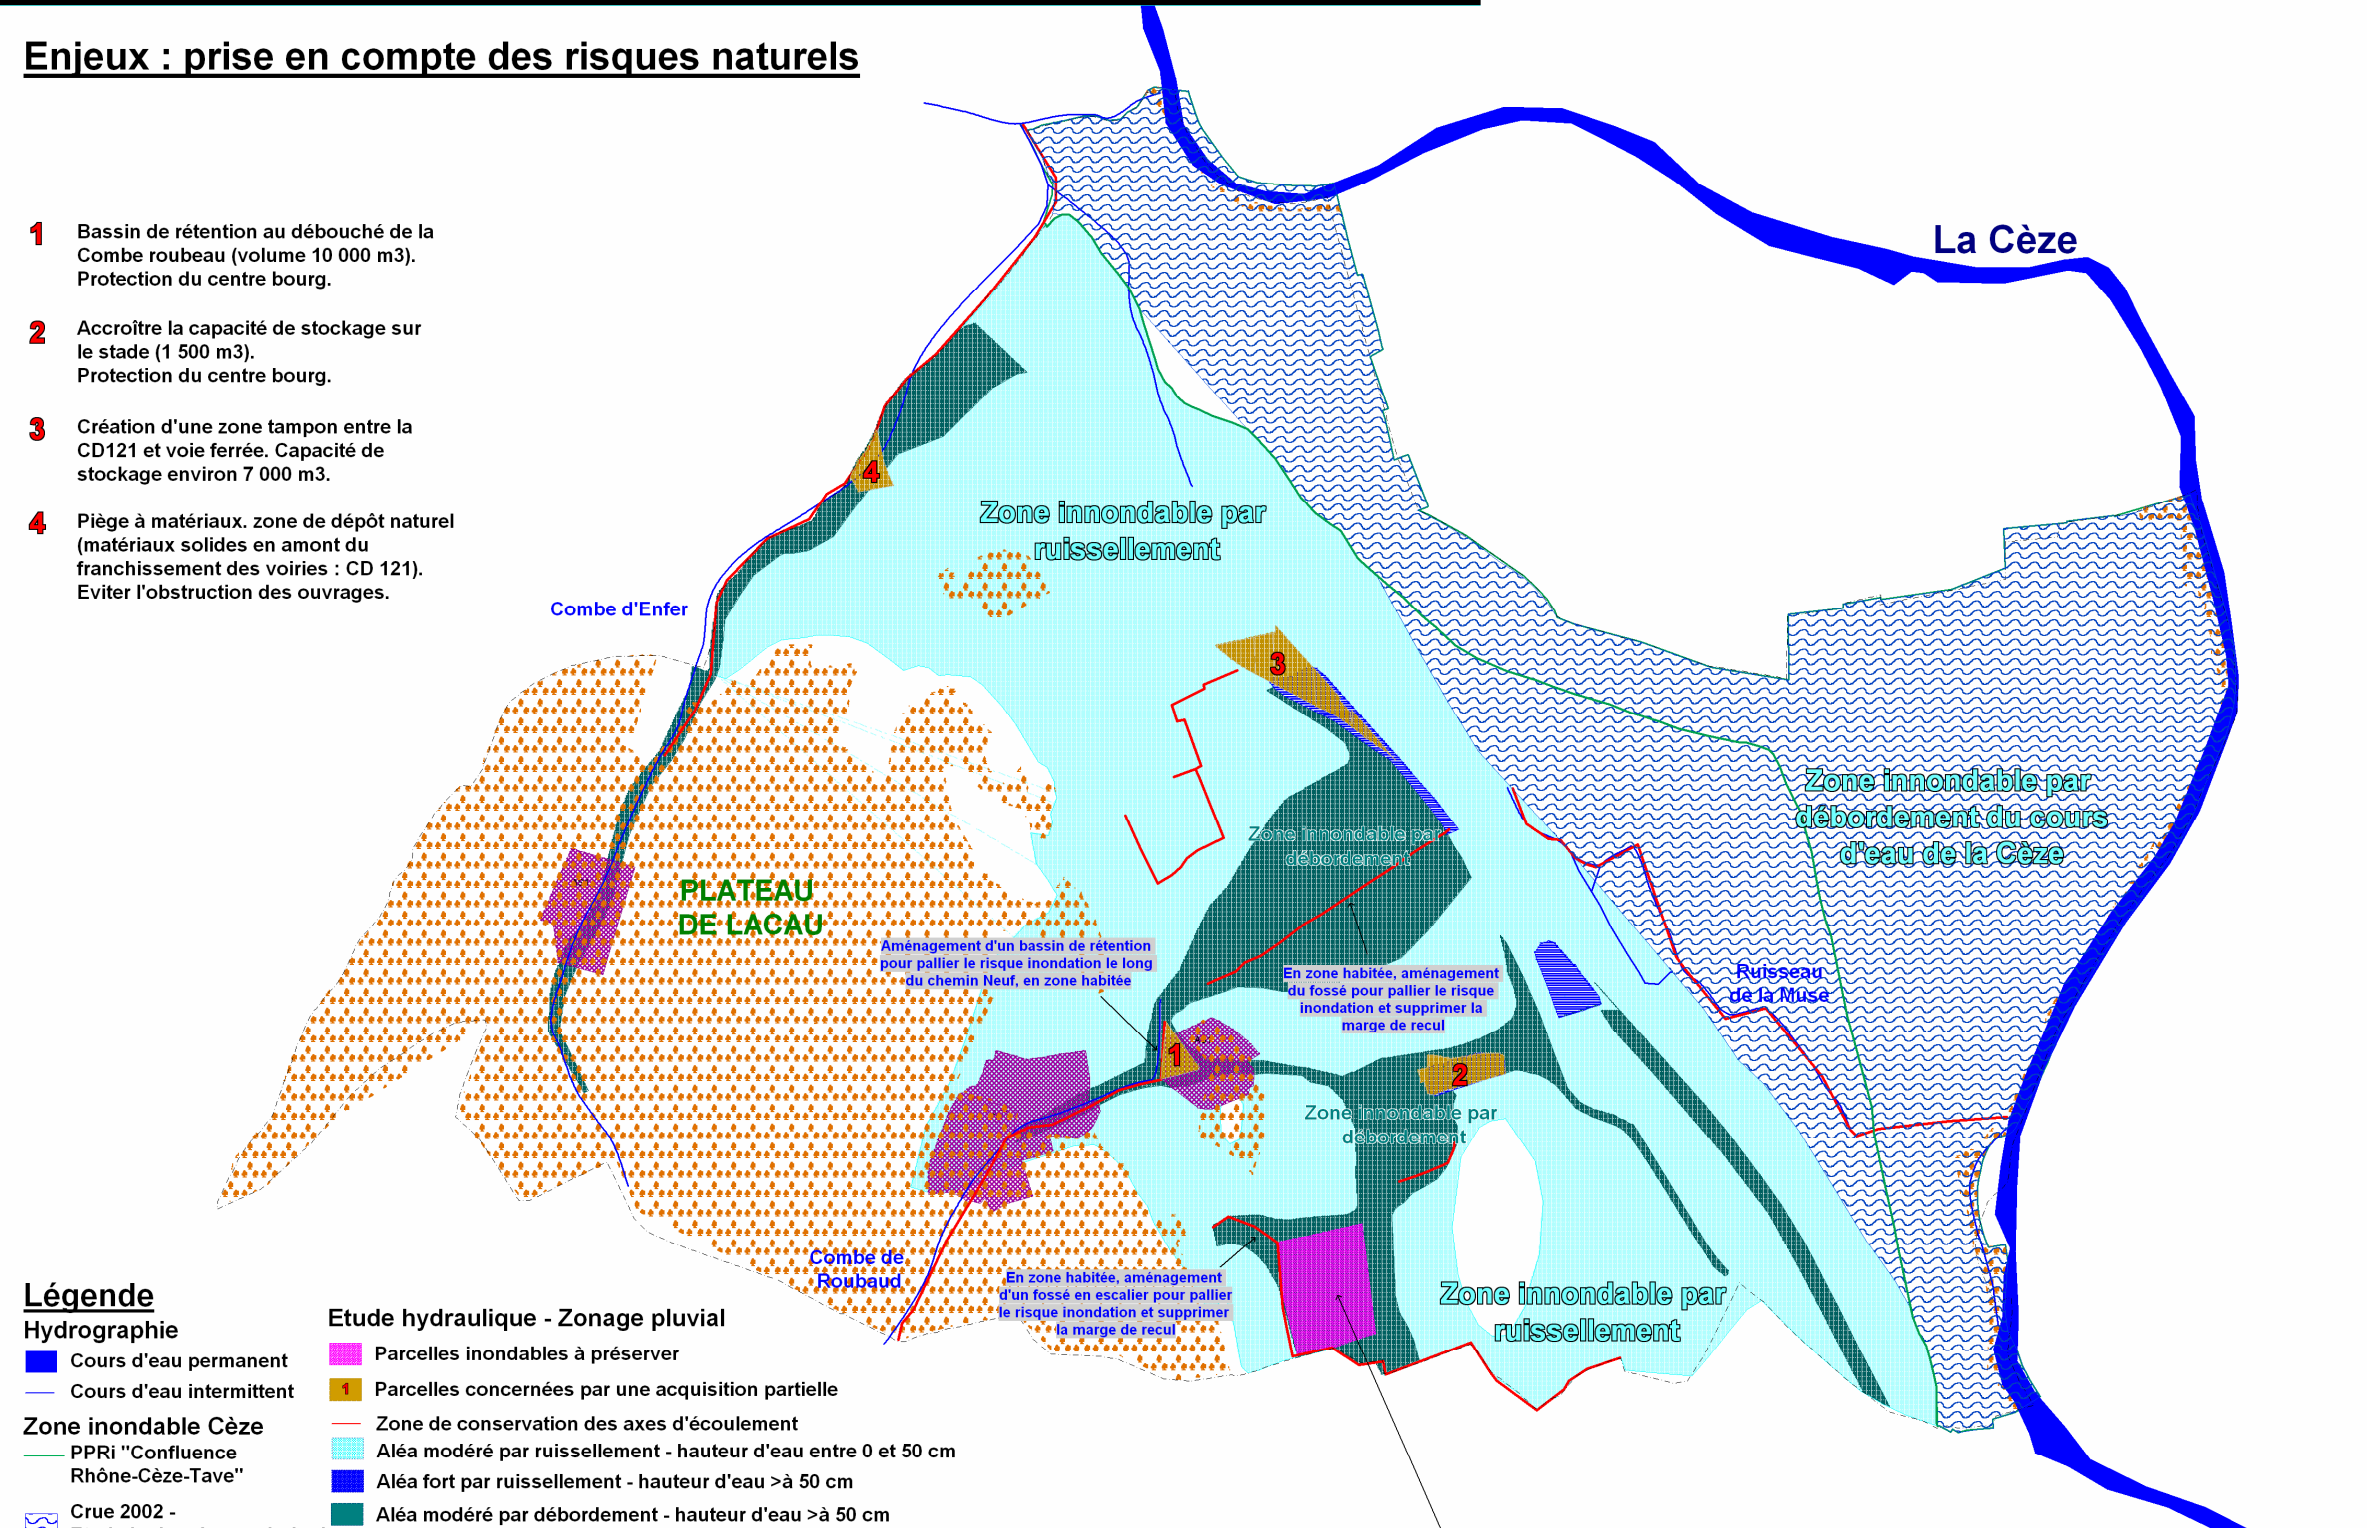 Enjeux : prise en compte des risques naturels
La Cèze
1 Bassin de rétention au débouché de la
Combe roubeau (volume 10 000 m3).
Protection du centre bourg.
2 Accroître la capacité de stockage sur
le stade (1 500 m3).
Protection du centre bourg.
3 Création d'une zone tampon entre la
CD121 et voie ferrée. Capacité de
stockage environ 7 000 m3.
4 Piège à matériaux. zone de dépôt naturel
(matériaux solides en amont du
franchissement des voiries : CD 121).
Eviter l'obstruction des ouvrages.
4
Zone innondable par
ruissellement
Combe d'Enfer
3
Zone innondable par
débordement du cours
d'eau de la Cèze
Zone innondable par
débordement
PLATEAU
DE LACAU
Aménagement d'un bassin de rétention
pour pallier le risque inondation le long
du chemin Neuf, en zone habitée
En zone habitée, aménagement
du fossé pour pallier le risque
inondation et supprimer la
marge de recul
Ruisseau
de la Muse
1
2
Zone innondable par
débordement
Combe de
Roubaud
En zone habitée, aménagement
d'un fossé en escalier pour pallier
le risque inondation et supprimer
la marge de recul
Zone innondable par
ruissellement
Légende
Hydrographie
Cours d'eau permanent
Cours d'eau intermittent
Zone inondable Cèze
PPRi "Confluence
Rhône-Cèze-Tave"
Crue 2002 -
Etude hydraulique - Zonage pluvial
Parcelles inondables à préserver
1 Parcelles concernées par une acquisition partielle
Zone de conservation des axes d'écoulement
Aléa modéré par ruissellement - hauteur d'eau entre 0 et 50 cm
Aléa fort par ruissellement - hauteur d'eau >à 50 cm
Aléa modéré par débordement - hauteur d'eau >à 50 cm